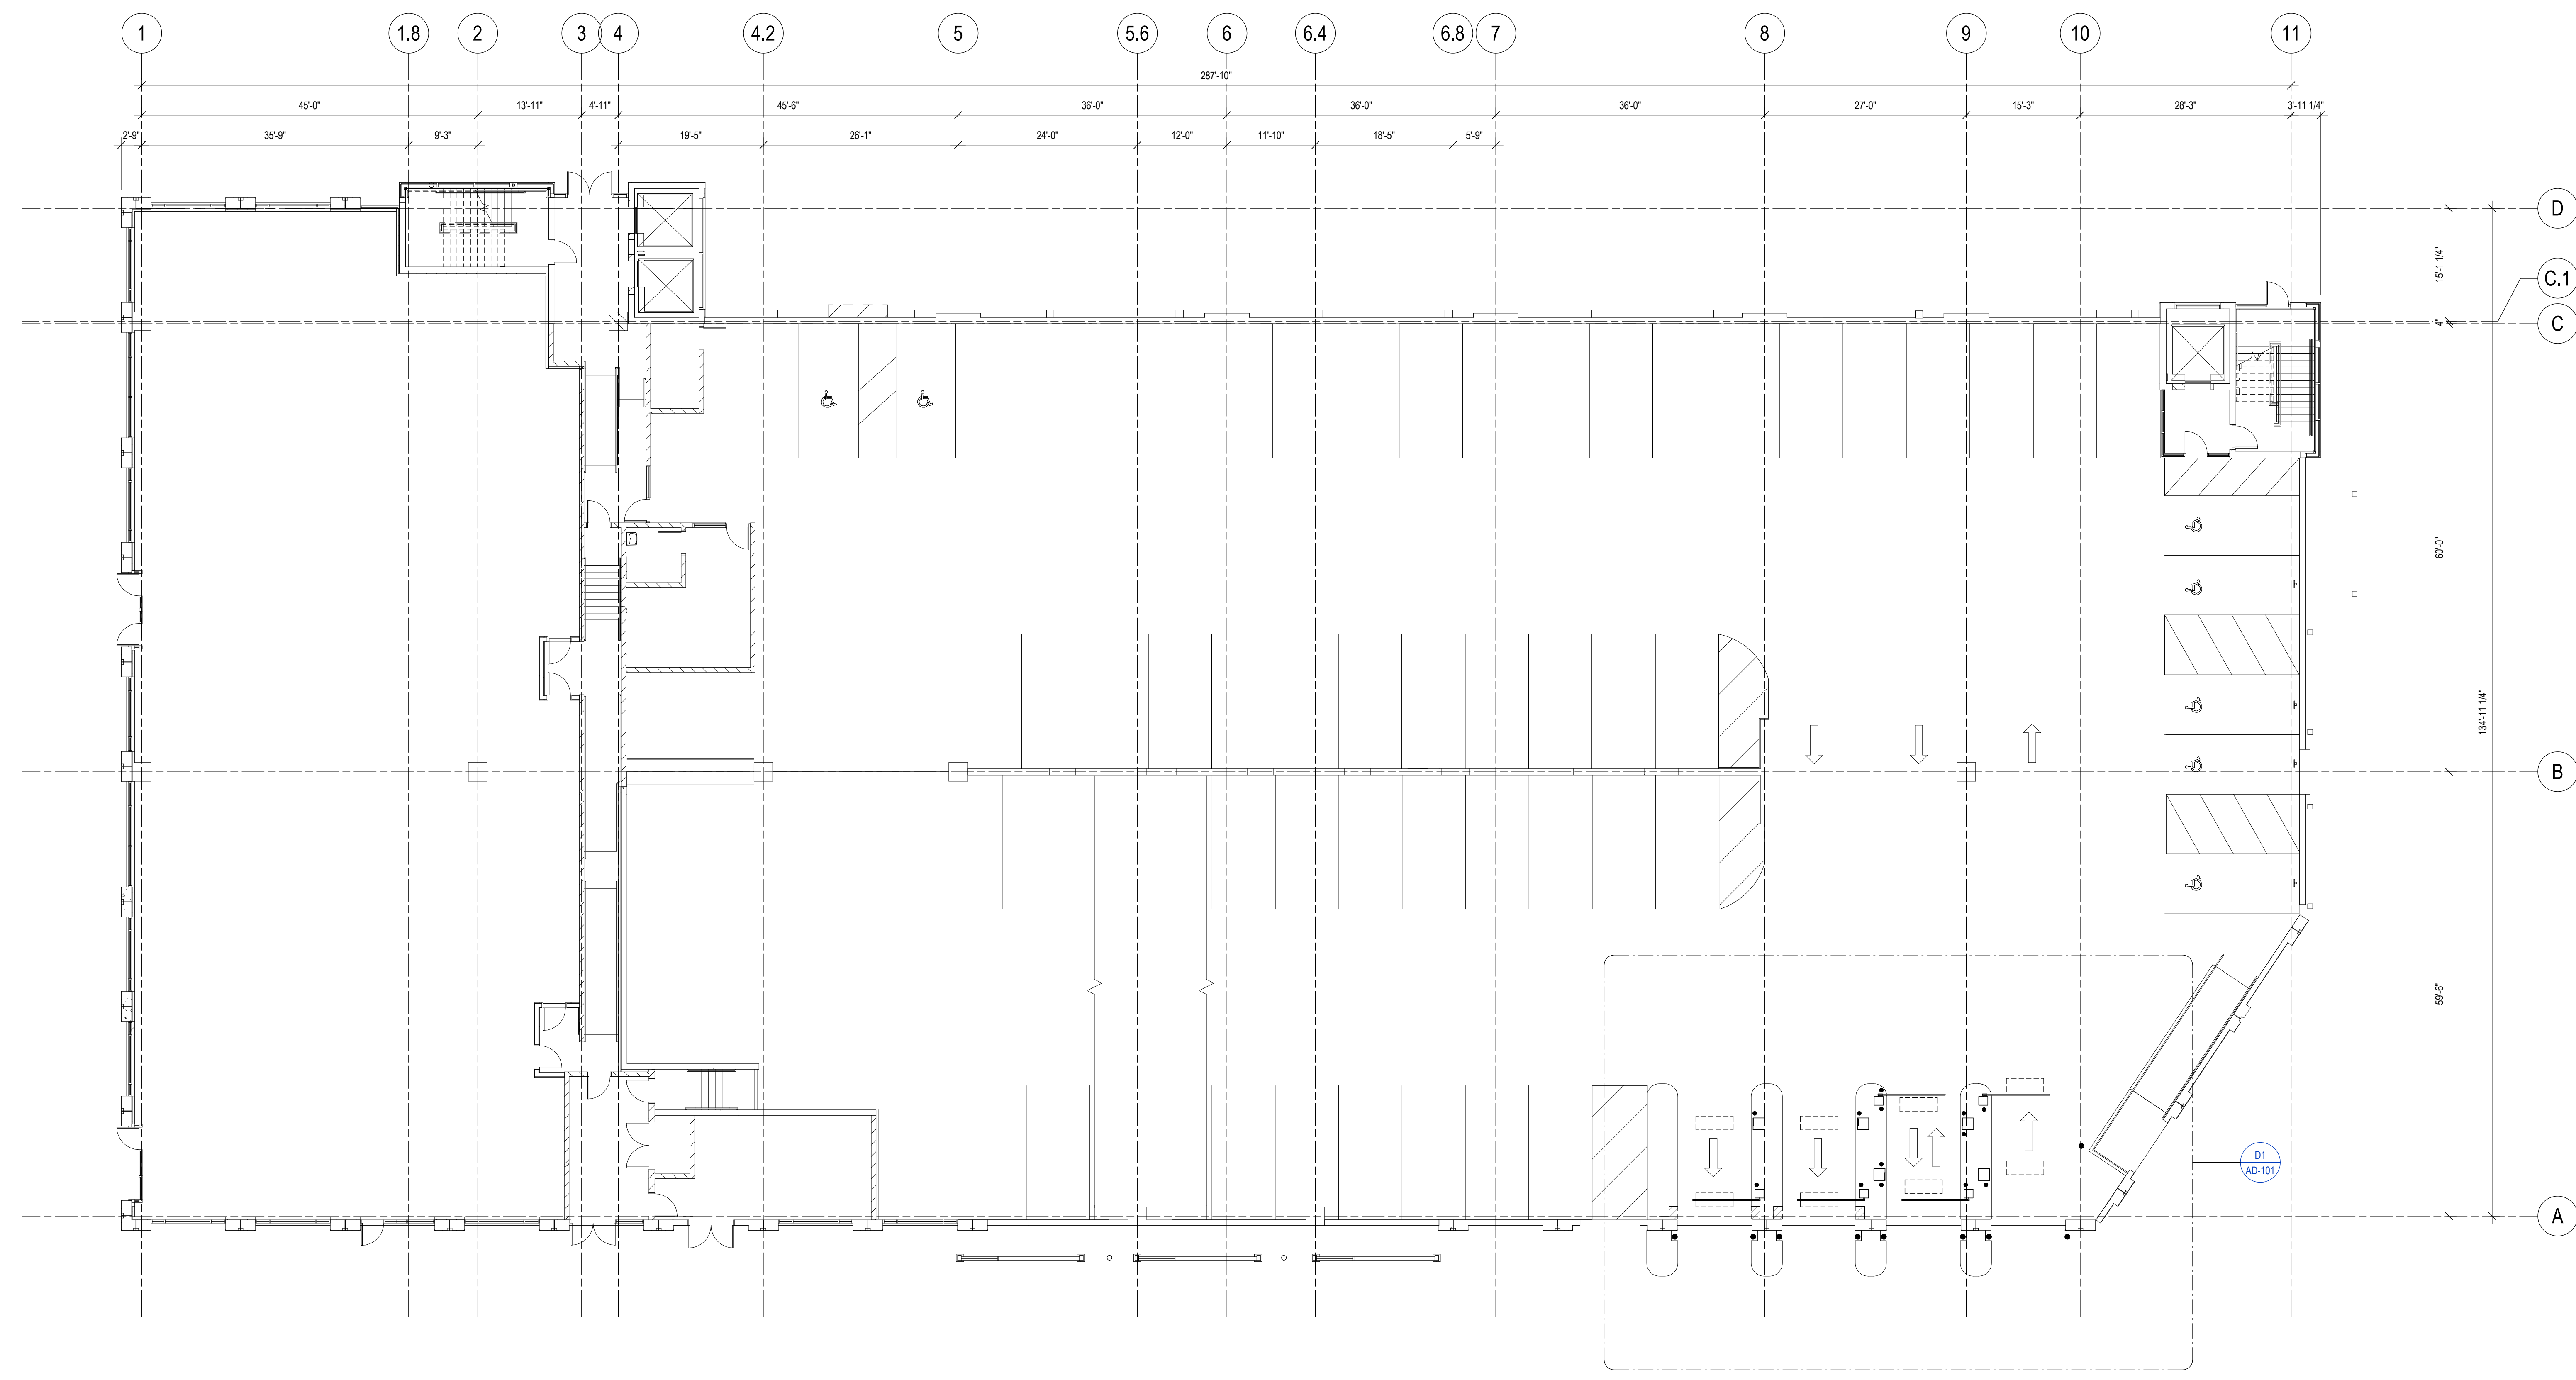 1 1.8 2 3 4 4.2 5 5.6 6 6.4 6.8 7 8 9 10 11
287'-10"
45'-0" 13'-11" 4'-11" 45'-6" 36'-0" 36'-0" 36'-0" 27'-0" 15'-3" 28'-3" 3'-11 1/4"
2'-9" 35'-9" 9'-3" 19'-5" 26'-1" 24'-0" 12'-0" 11'-10" 18'-5" 5'-9"
D
15'-1 1/4"
C.1
4"
C
60'-0"
134'-11 1/4"
B
59'-6"
D1
AD-101
A